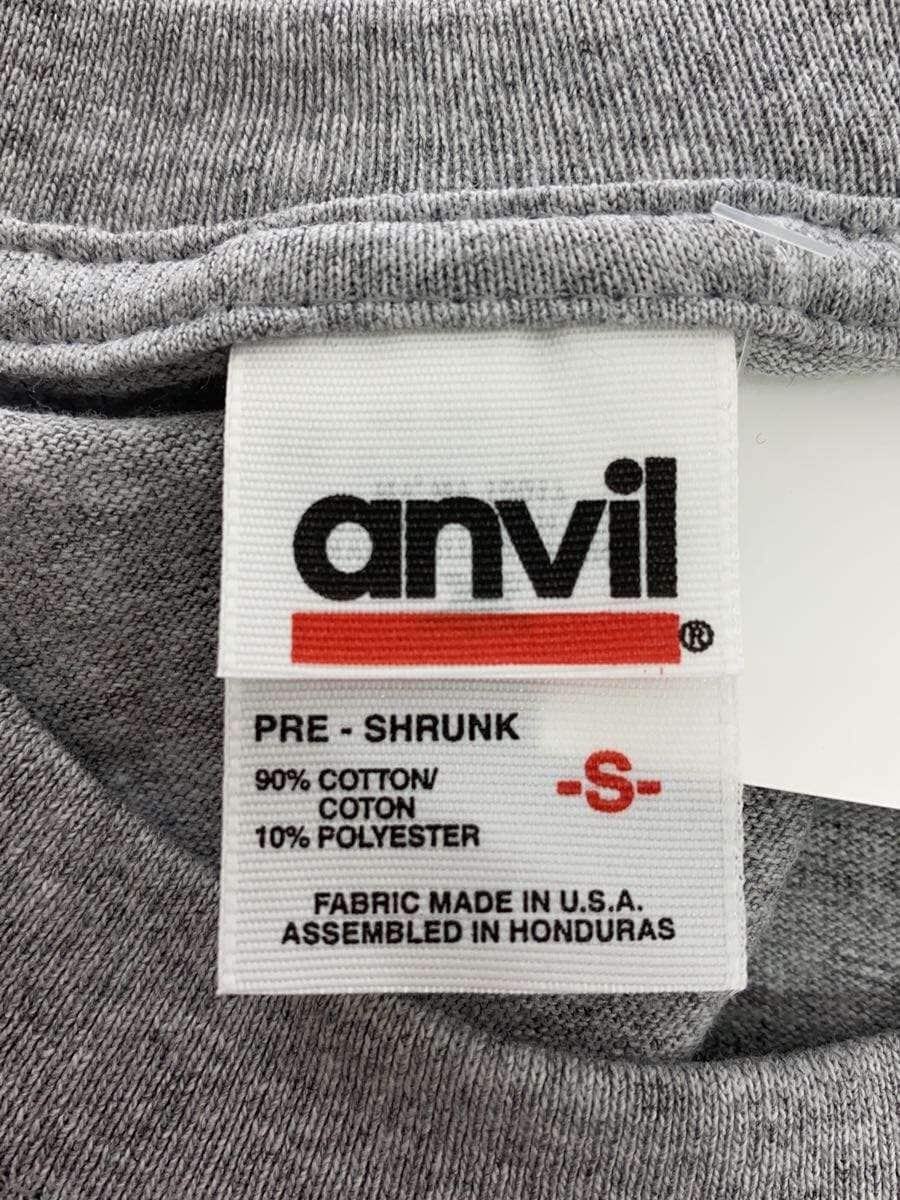 anvil®
PRE - SHRUNK
-S-
90% COTTON/
COTON
10% POLYESTER
FABRIC MADE IN U.S.A.
ASSEMBLED IN HONDURAS